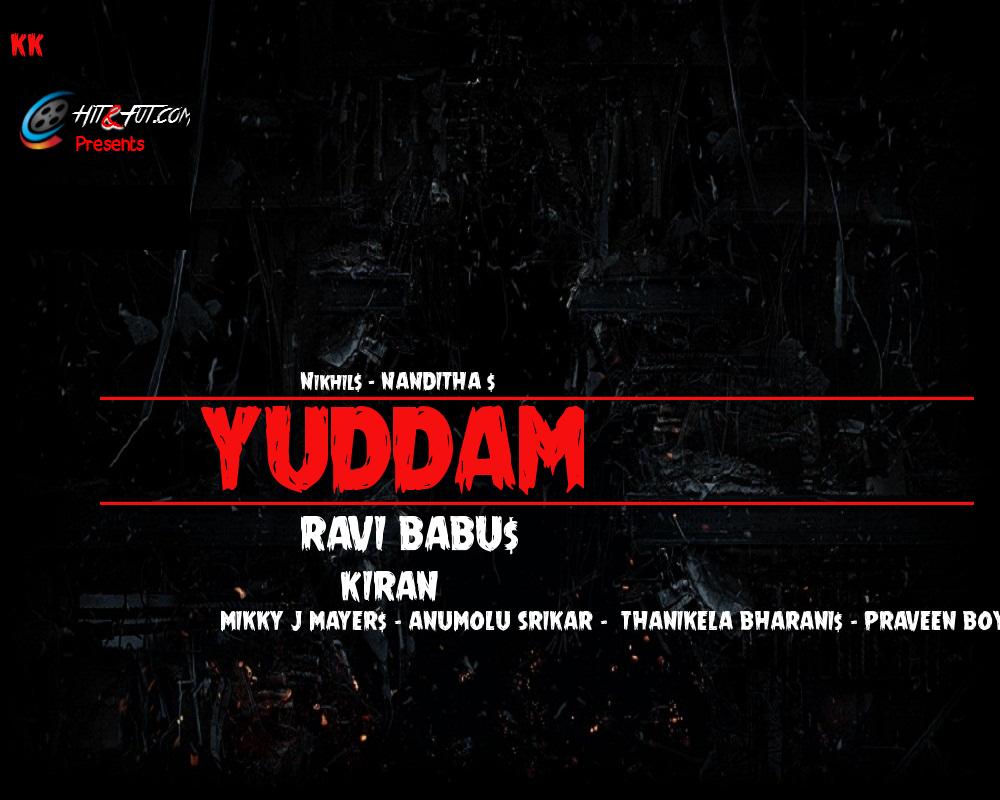 KK
HIT&FUT.COM
Presents
NIKHIL$ - NANDITHA $
YUDDAM
RAVI BABU$
KIRAN
MIKKY J MAYER$ - ANUMOLU SRIKAR - THANIKELA BHARANI$ - PRAVEEN BOY